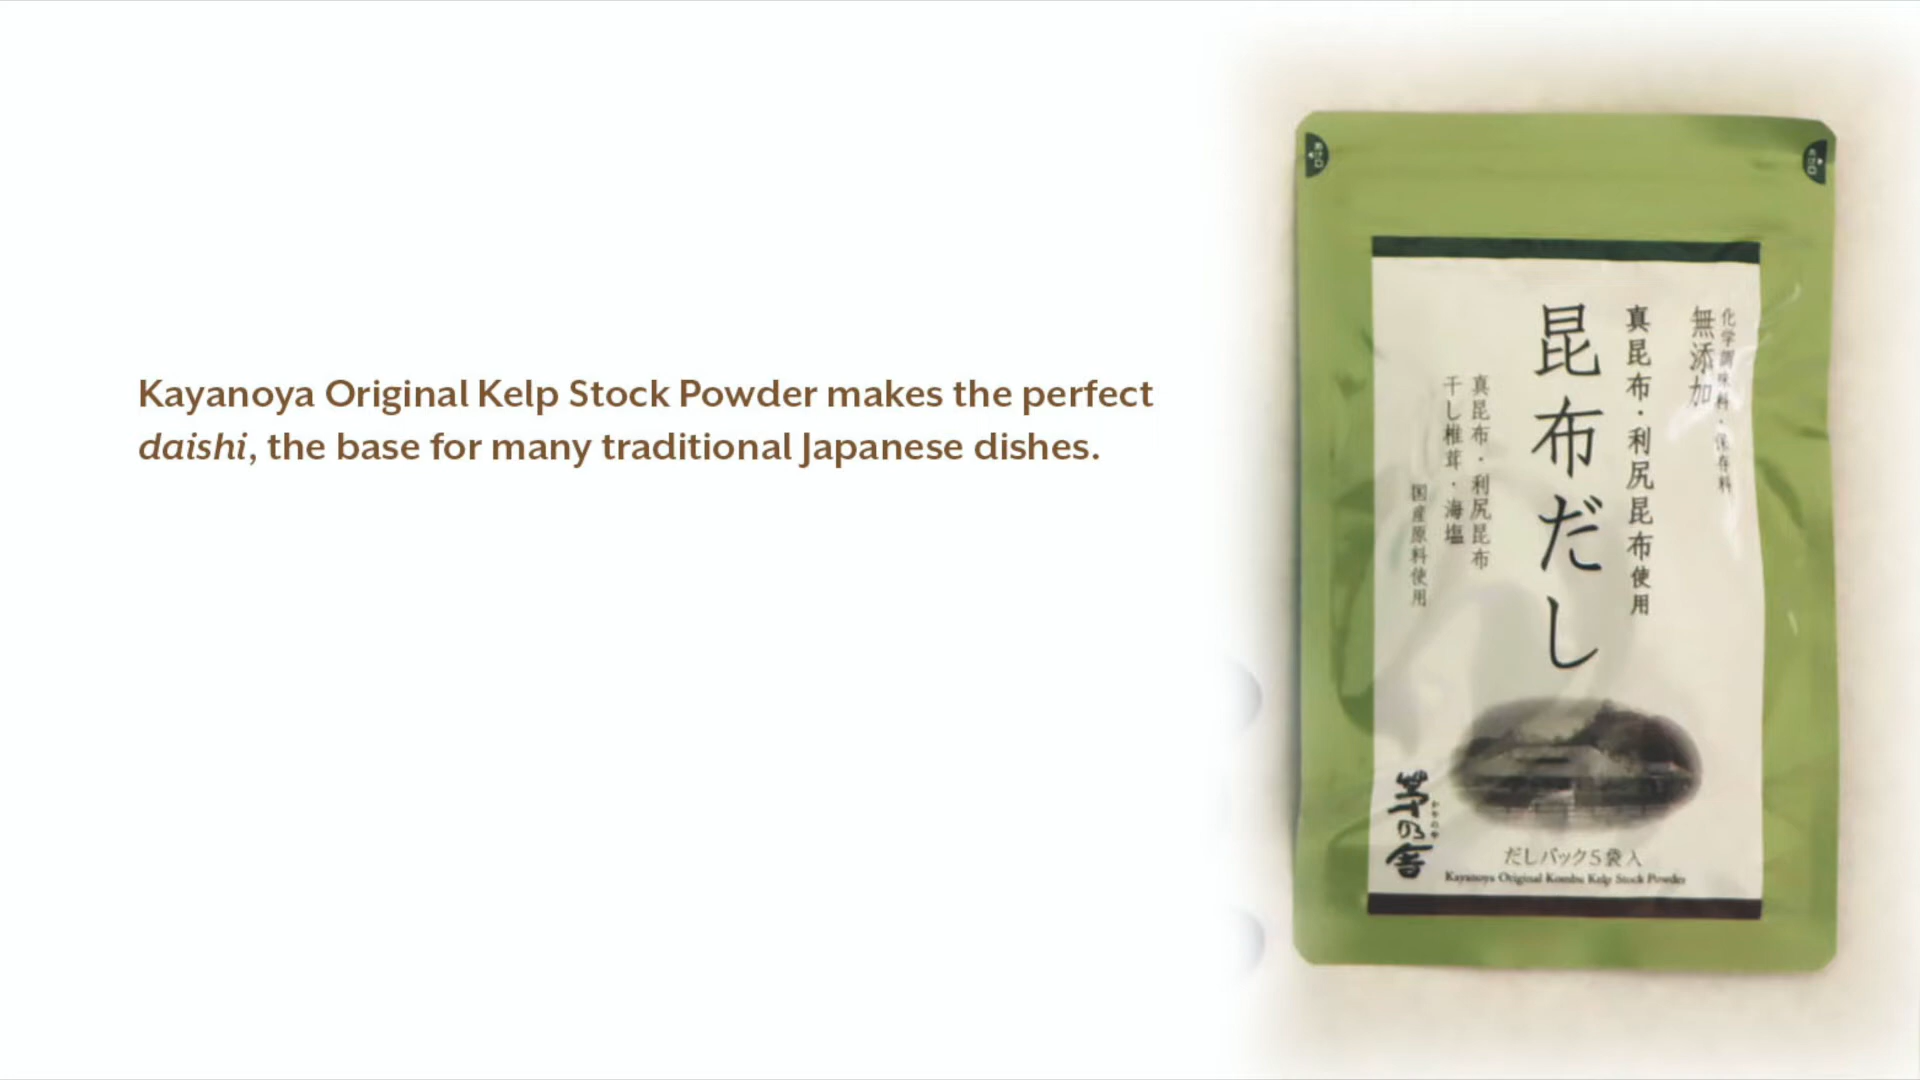 Kayanoya Original Kelp Stock Powder makes the perfect
daishi, the base for many traditional Japanese dishes.
化学調味料・保存料
無添加
真昆布・利尻昆布使用
昆布だし
真昆布・利尻昆布
干し椎茸・海塩
国産原料使用
茅乃舎
かやのや
だしパック5袋入
Kayanoya Original Kombu Kelp Stock Powder